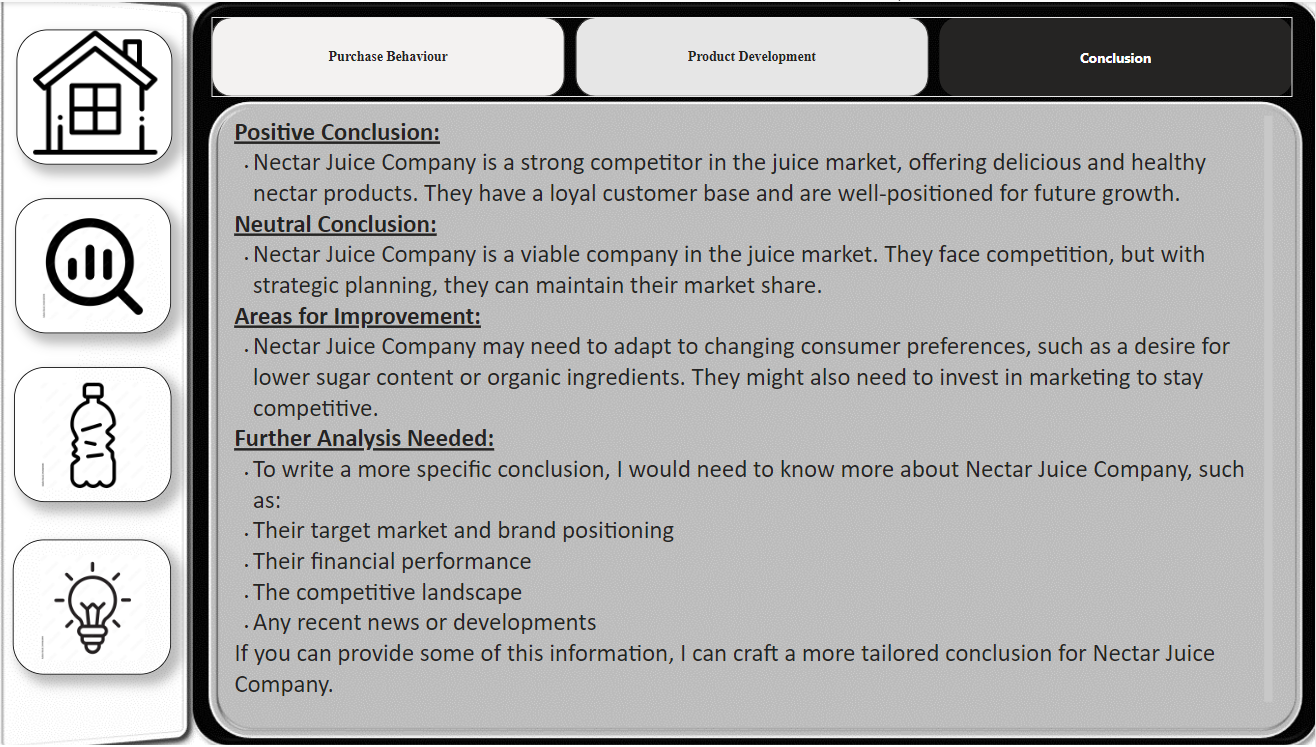 Purchase Behaviour
Product Development
Conclusion
Positive Conclusion:
. Nectar Juice Company is a strong competitor in the juice market, offering delicious and healthy
nectar products. They have a loyal customer base and are well-positioned for future growth.
Neutral Conclusion:
. Nectar Juice Company is a viable company in the juice market. They face competition, but with
strategic planning, they can maintain their market share.
Areas for Improvement:
. Nectar Juice Company may need to adapt to changing consumer preferences, such as a desire for
lower sugar content or organic ingredients. They might also need to invest in marketing to stay
competitive.
Further Analysis Needed:
. To write a more specific conclusion, I would need to know more about Nectar Juice Company, such
as:
. Their target market and brand positioning
. Their financial performance
. The competitive landscape
. Any recent news or developments
If you can provide some of this information, I can craft a more tailored conclusion for Nectar Juice
Company.